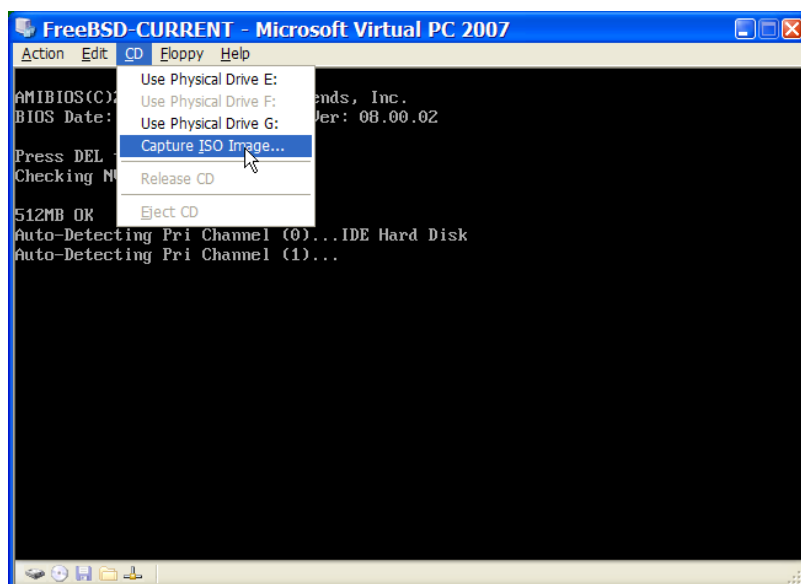 FreeBSD-CURRENT - Microsoft Virtual PC 2007
Action Edit CD Floppy Help
Use Physical Drive E:
Use Physical Drive F:
Use Physical Drive G:
Capture ISO Image...
Release CD
Eject CD
AMIBIOS(C) ends, Inc.
BIOS Date: er: 08.00.02
Press DEL
Checking
512MB OK
Auto-Detecting Pri Channel (0)...IDE Hard Disk
Auto-Detecting Pri Channel (1)...